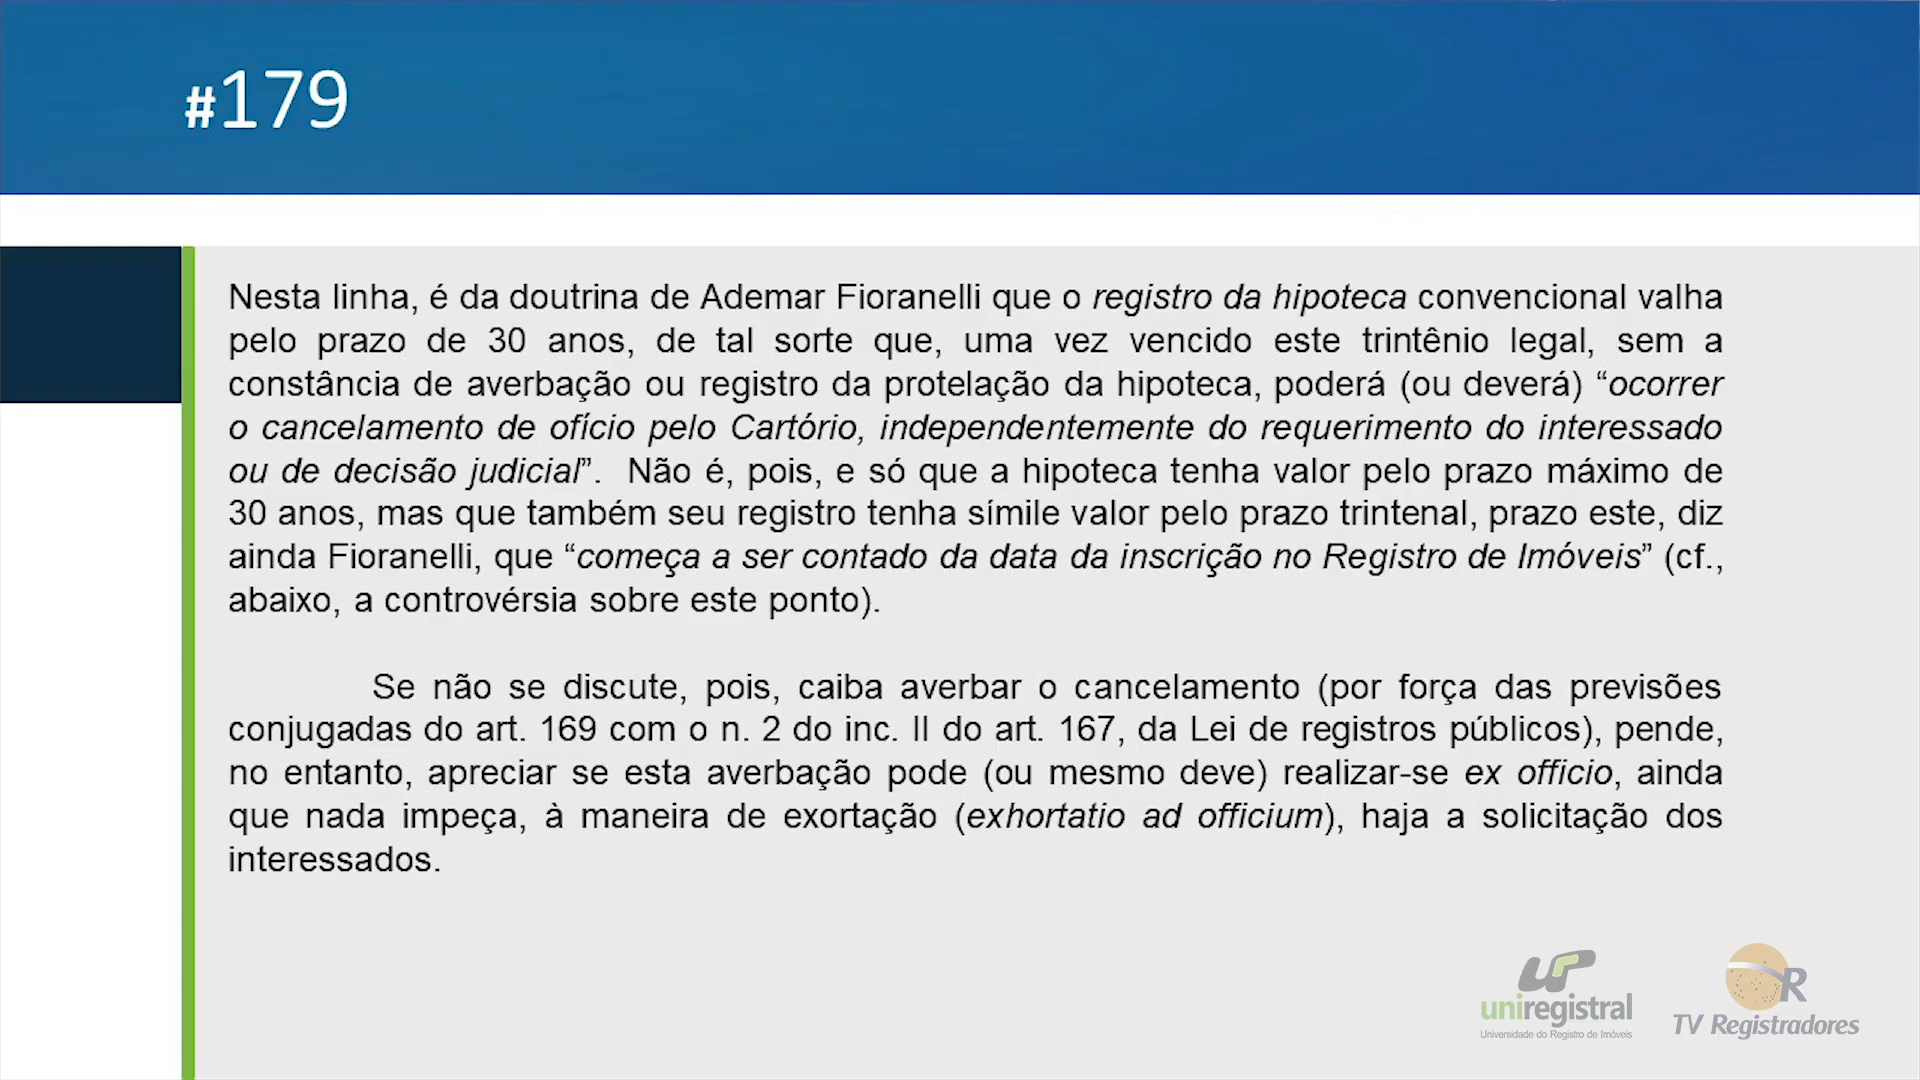 #179
Nesta linha, é da doutrina de Ademar Fioranelli que o registro da hipoteca convencional valha
pelo prazo de 30 anos, de tal sorte que, uma vez vencido este trintênio legal, sem a
constância de averbação ou registro da protelação da hipoteca, poderá (ou deverá) “ocorrer
o cancelamento de ofício pelo Cartório, independentemente do requerimento do interessado
ou de decisão judicial”. Não é, pois, e só que a hipoteca tenha valor pelo prazo máximo de
30 anos, mas que também seu registro tenha símile valor pelo prazo trintenal, prazo este, diz
ainda Fioranelli, que “começa a ser contado da data da inscrição no Registro de Imóveis” (cf.,
abaixo, a controvérsia sobre este ponto).
Se não se discute, pois, caiba averbar o cancelamento (por força das previsões
conjugadas do art. 169 com o n. 2 do inc. II do art. 167, da Lei de registros públicos), pende,
no entanto, apreciar se esta averbação pode (ou mesmo deve) realizar-se ex officio, ainda
que nada impeça, à maneira de exortação (exhortatio ad officium), haja a solicitação dos
interessados.
uniregistral
Universidade do Registro de Imóveis
R
TV Registradores